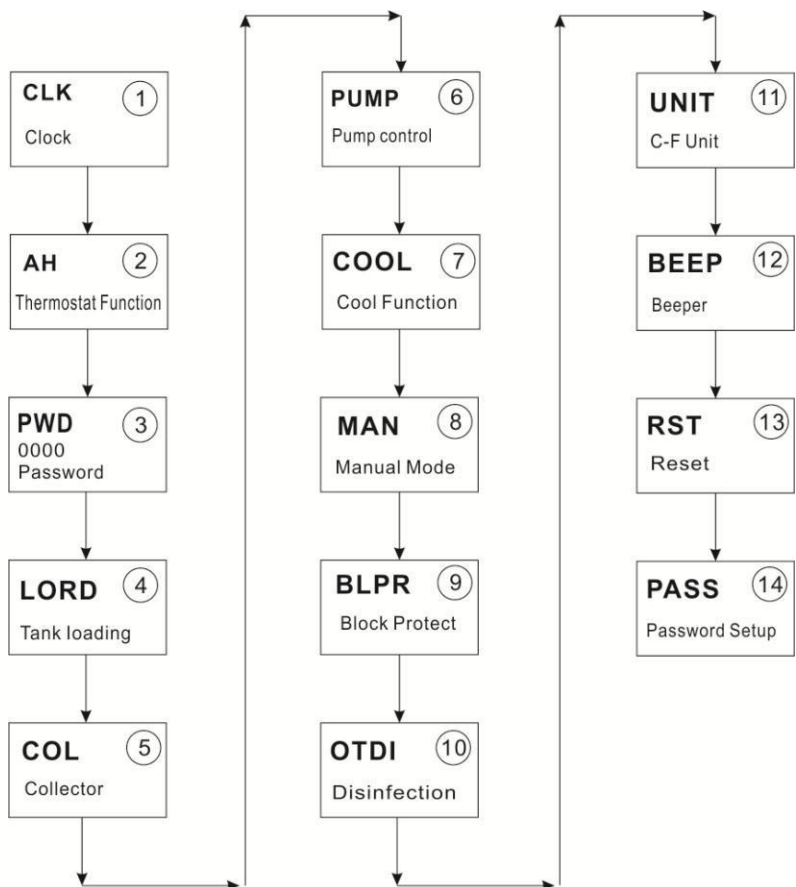 CLK
1
Clock
AH
2
Thermostat Function
PWD
3
0000
Password
LORD
4
Tank loading
COL
5
Collector
PUMP
6
Pump control
COOL
7
Cool Function
MAN
8
Manual Mode
BLPR
9
Block Protect
OTDI
10
Disinfection
UNIT
11
C-F Unit
BEEP
12
Beeper
RST
13
Reset
PASS
14
Password Setup